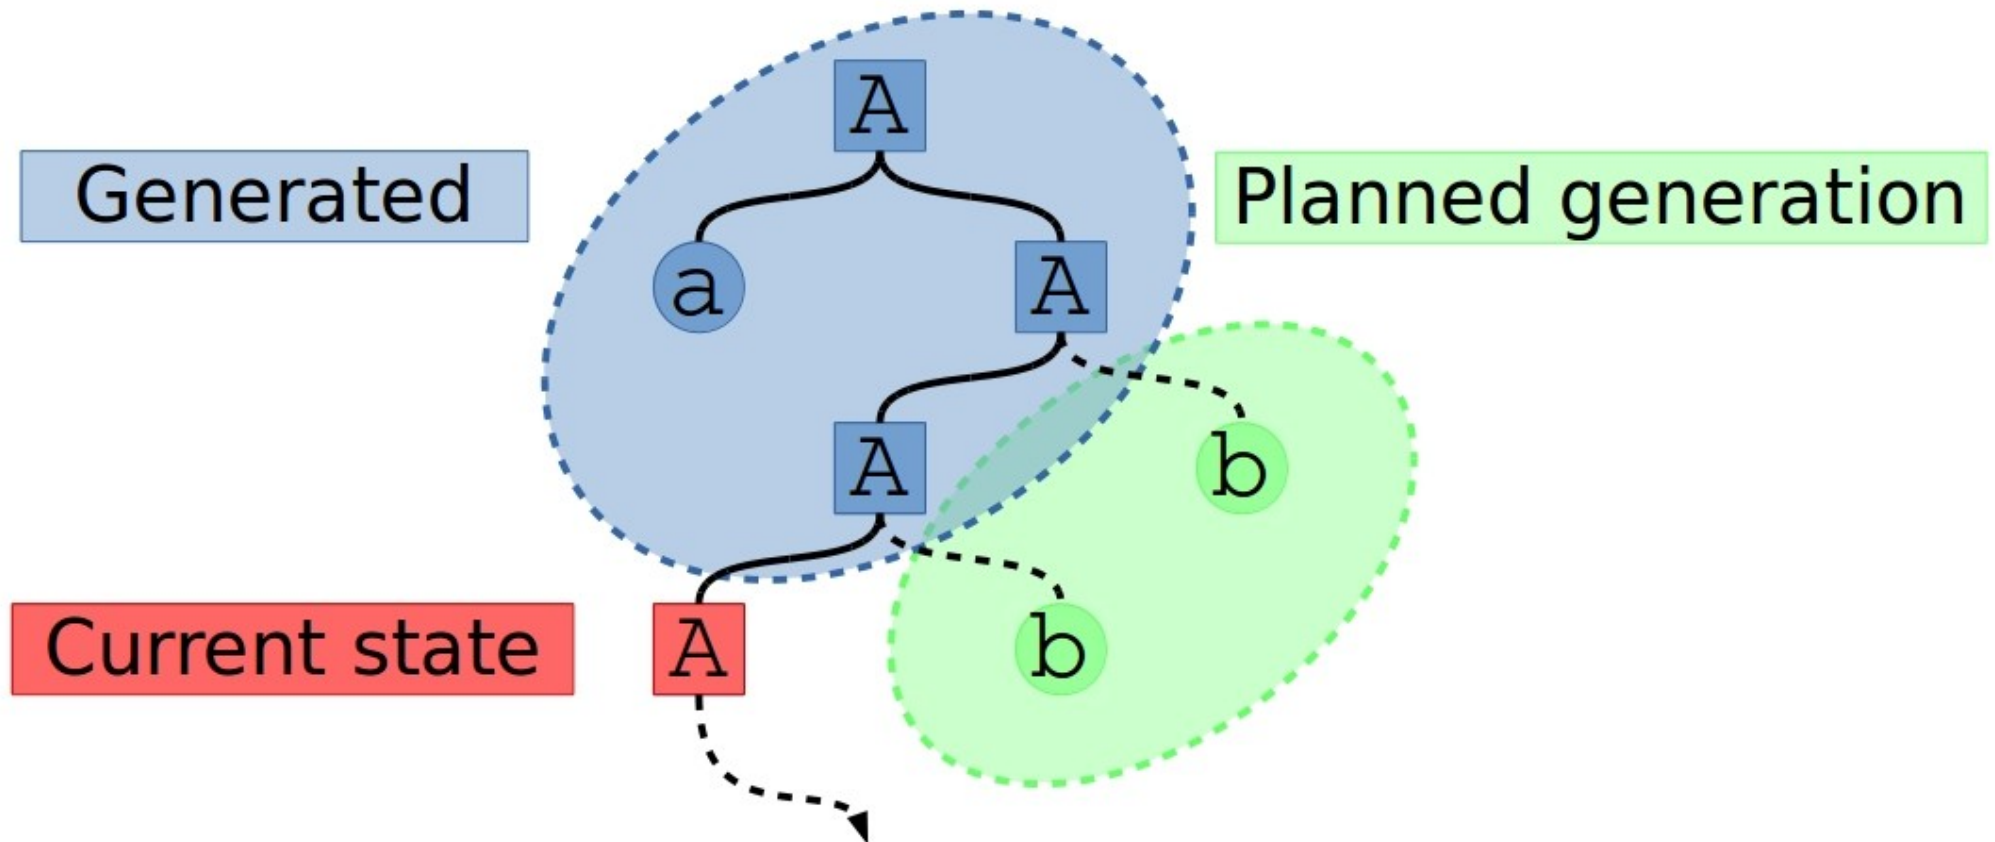 A
Generated
Planned generation
a
A
A
b
Current state
A
b